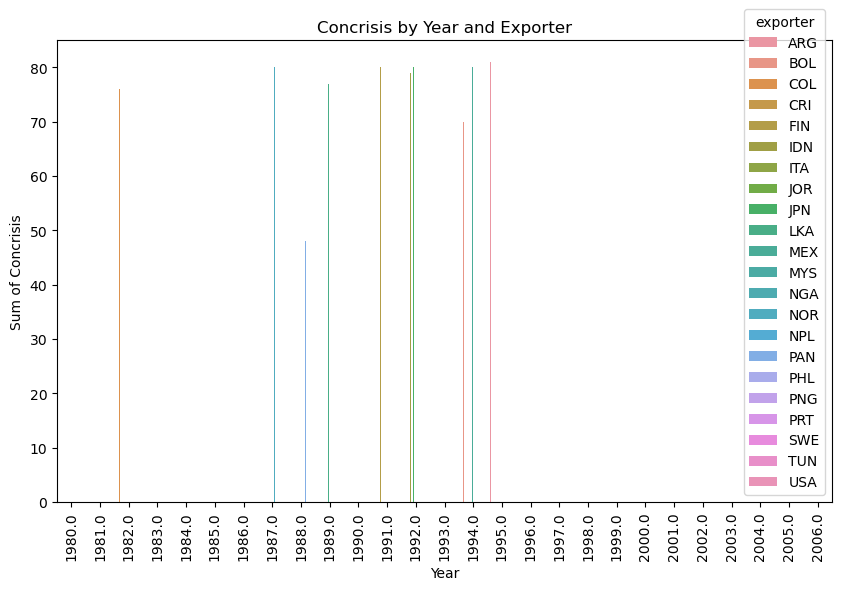 Concrisis by Year and Exporter
exporter
ARG
BOL
COL
CRI
FIN
IDN
ITA
JOR
JPN
LKA
MEX
MYS
NGA
NOR
NPL
PAN
PHL
PNG
PRT
SWE
TUN
USA
Sum of Concrisis
80
70
60
50
40
30
20
10
0
1980.0
1981.0
1982.0
1983.0
1984.0
1985.0
1986.0
1987.0
1988.0
1989.0
1990.0
1991.0
1992.0
1993.0
1994.0
1995.0
1996.0
1997.0
1998.0
1999.0
2000.0
2001.0
2002.0
2003.0
2004.0
2005.0
2006.0
Year